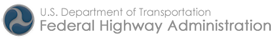 U.S. Department of Transportation
Federal Highway Administration